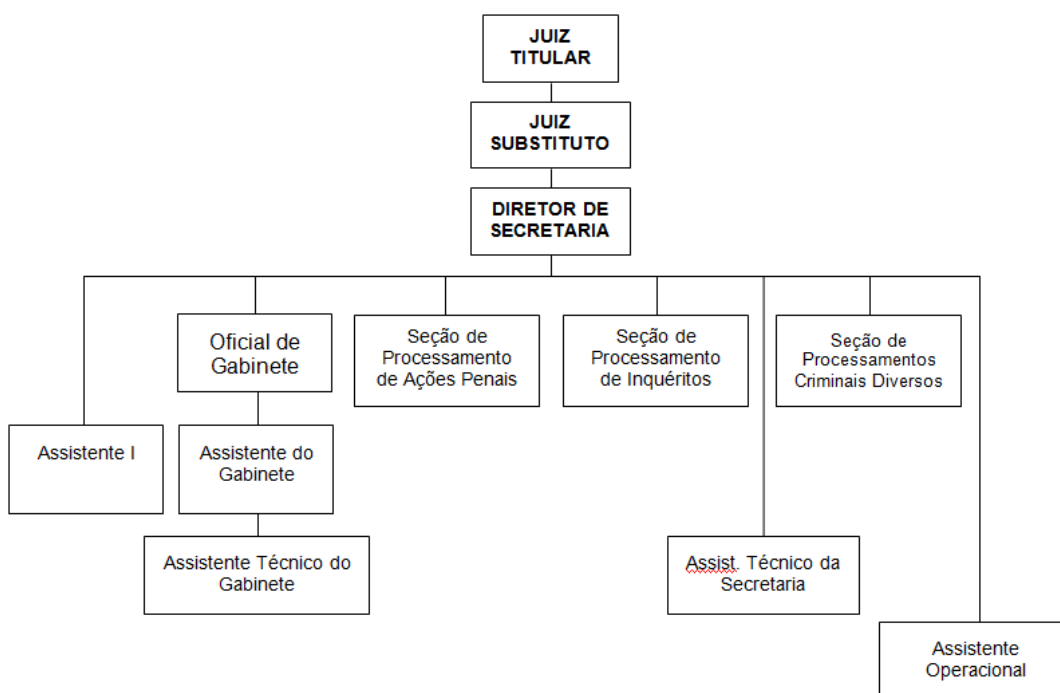 JUIZ
TITULAR
JUIZ
SUBSTITUTO
DIRETOR DE
SECRETARIA
Oficial de
Gabinete
Seção de
Processamento
de Ações Penais
Seção de
Processamento
de Inquéritos
Seção de
Processamentos
Criminais Diversos
Assistente I
Assistente do
Gabinete
Assistente Técnico do
Gabinete
Assist. Técnico da
Secretaria
Assistente
Operacional